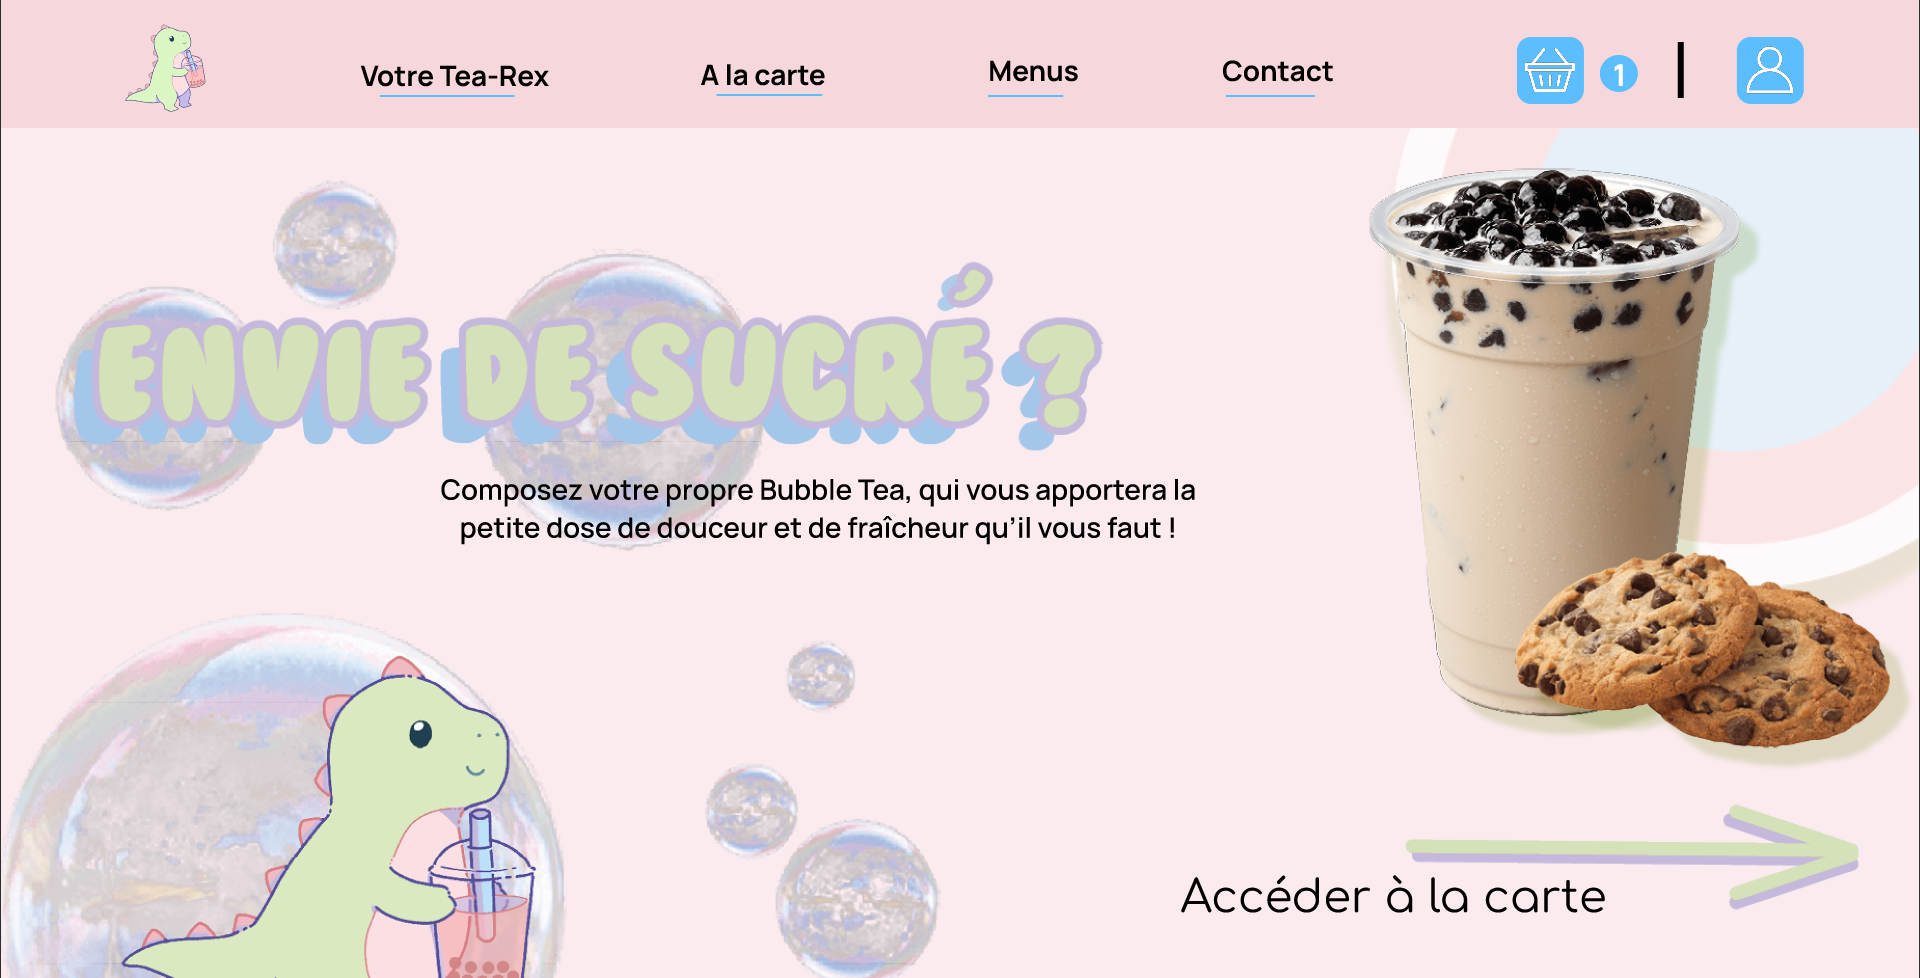 Votre Tea-Rex
A la carte
Menus
Contact
1
ENVIE DE SUCRÉ ?
Composez votre propre Bubble Tea, qui vous apportera la
petite dose de douceur et de fraîcheur qu’il vous faut !
Accéder à la carte